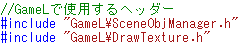 //GameLで使用するヘッダー
#include "GameL¥SceneObjManager.h"
#include "GameL¥DrawTexture.h"